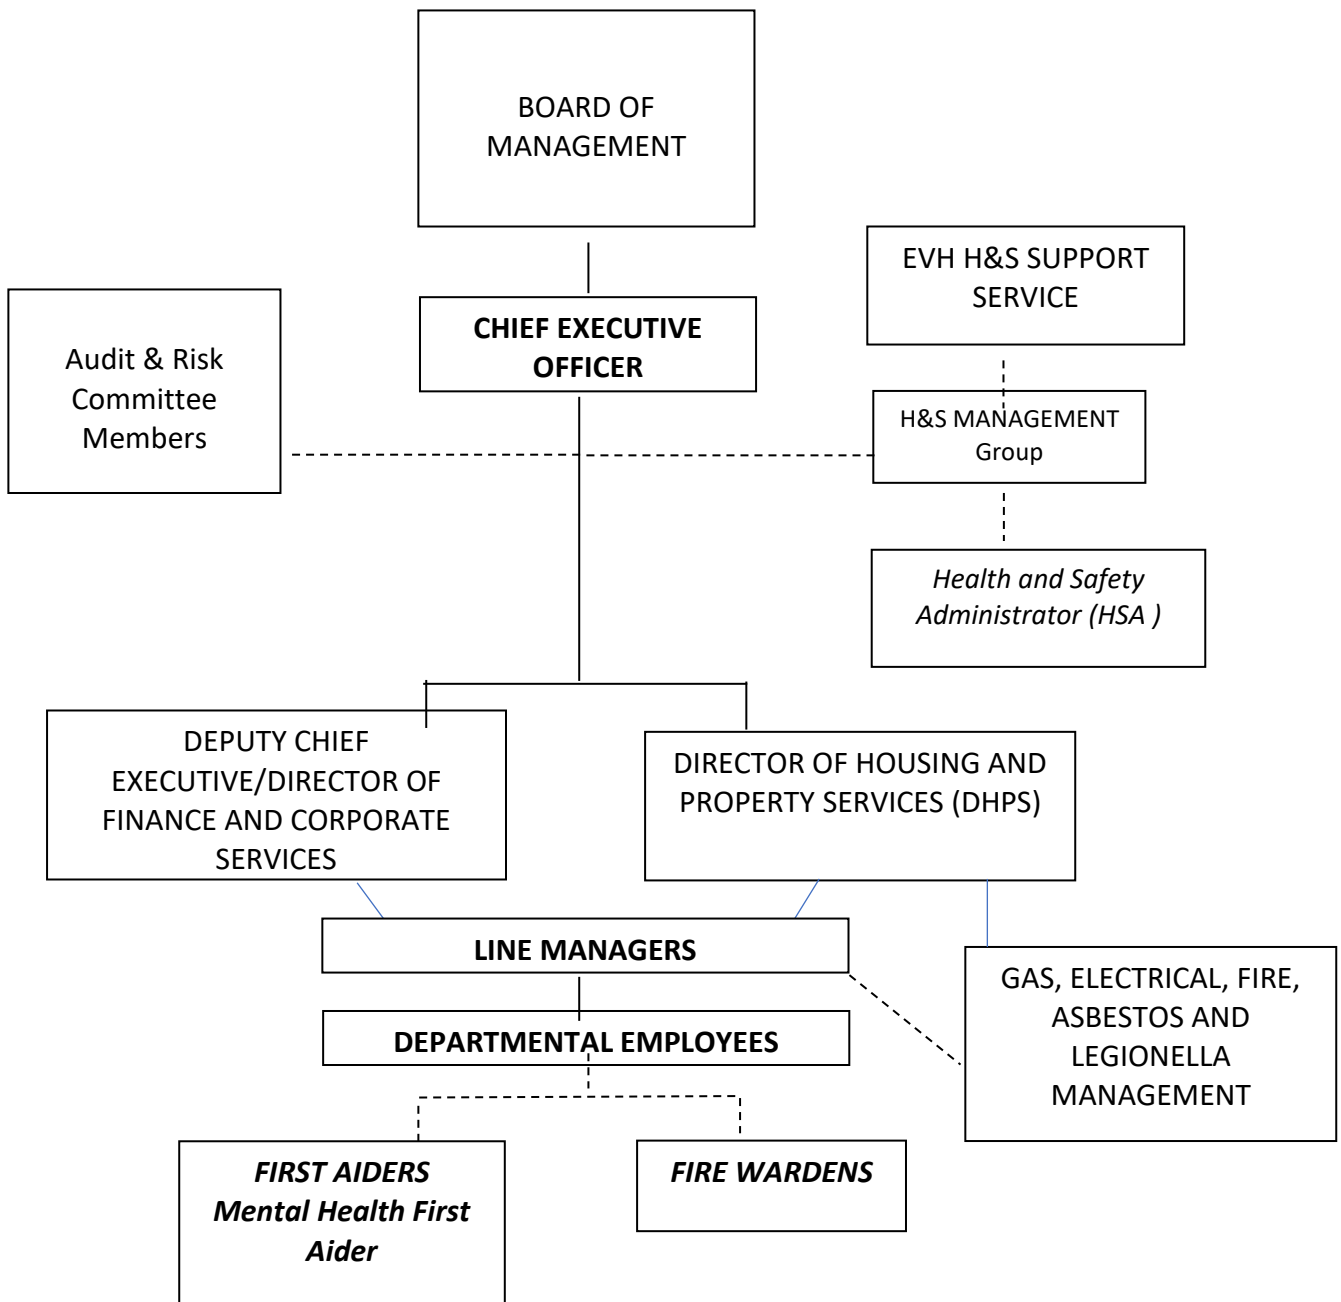 BOARD OF
MANAGEMENT
EVH H&S SUPPORT
SERVICE
CHIEF EXECUTIVE
OFFICER
Audit & Risk
Committee
Members
H&S MANAGEMENT
Group
Health and Safety
Administrator (HSA )
DEPUTY CHIEF
EXECUTIVE/DIRECTOR OF
FINANCE AND CORPORATE
SERVICES
DIRECTOR OF HOUSING AND
PROPERTY SERVICES (DHPS)
LINE MANAGERS
GAS, ELECTRICAL, FIRE,
ASBESTOS AND
LEGIONELLA
MANAGEMENT
DEPARTMENTAL EMPLOYEES
FIRST AIDERS
Mental Health First
Aider
FIRE WARDENS